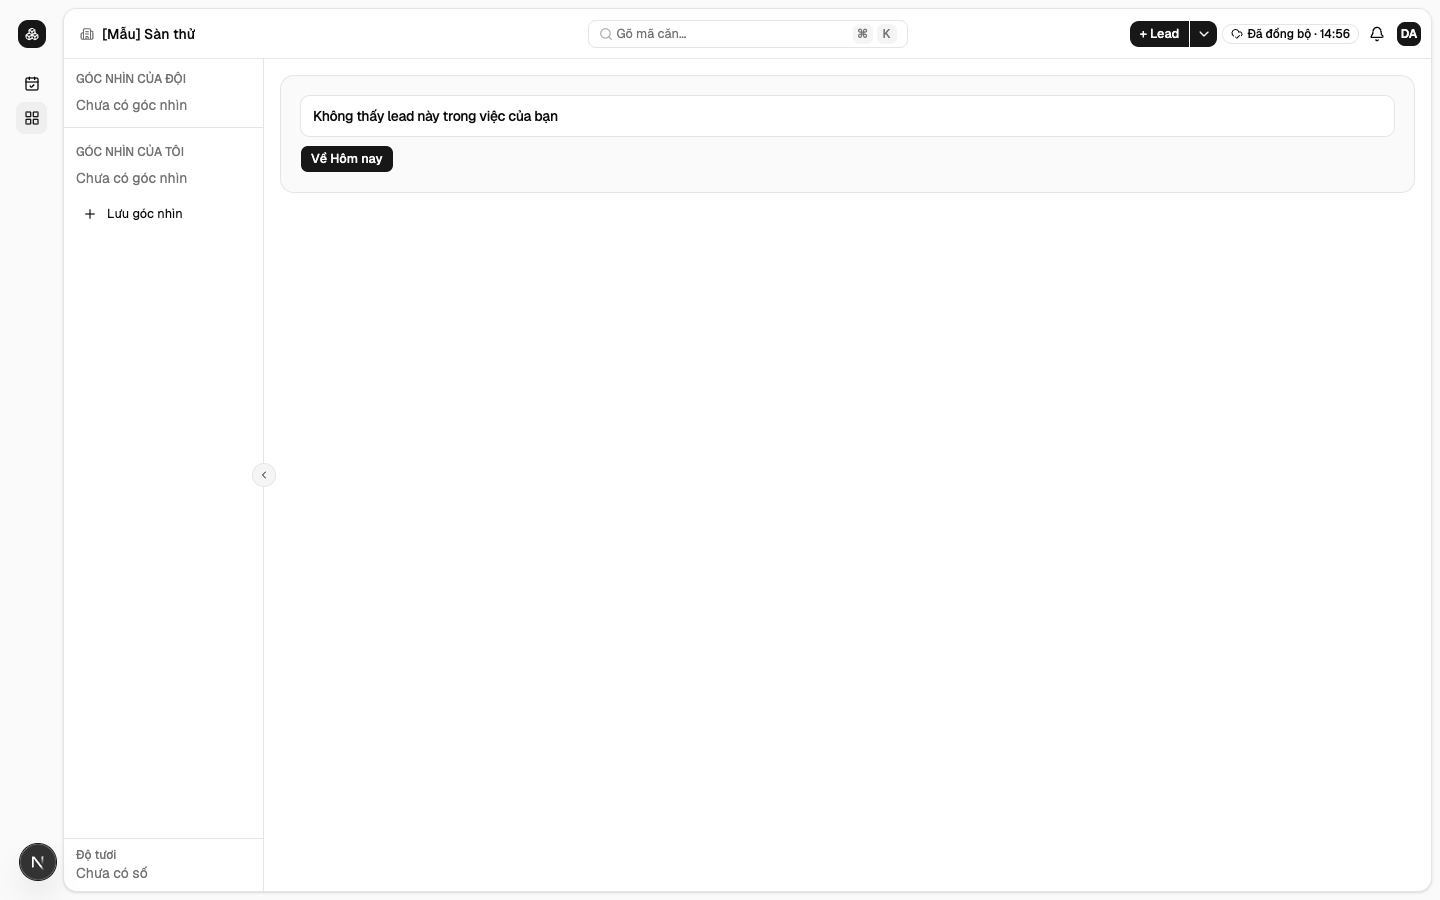 [Mẫu] Sàn thử
Gõ mã căn…
⌘ K
+ Lead
Đã đồng bộ · 14:56
DA
GÓC NHÌN CỦA ĐỘI
Chưa có góc nhìn
GÓC NHÌN CỦA TÔI
Chưa có góc nhìn
Lưu góc nhìn
Không thấy lead này trong việc của bạn
Về Hôm nay
Độ tươi
Chưa có số
N